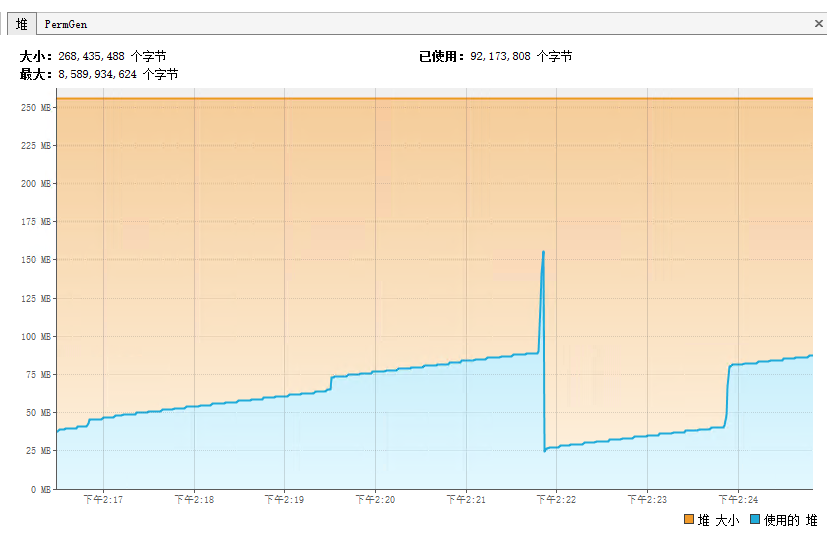 堆 PermGen ×
大小: 268,435,488 个字节 已使用: 92,173,808 个字节
最大: 8,589,934,624 个字节
250 MB
225 MB
200 MB
175 MB
150 MB
125 MB
100 MB
75 MB
50 MB
25 MB
0 MB
下午2:17 下午2:18 下午2:19 下午2:20 下午2:21 下午2:22 下午2:23 下午2:24
堆 大小 使用的 堆